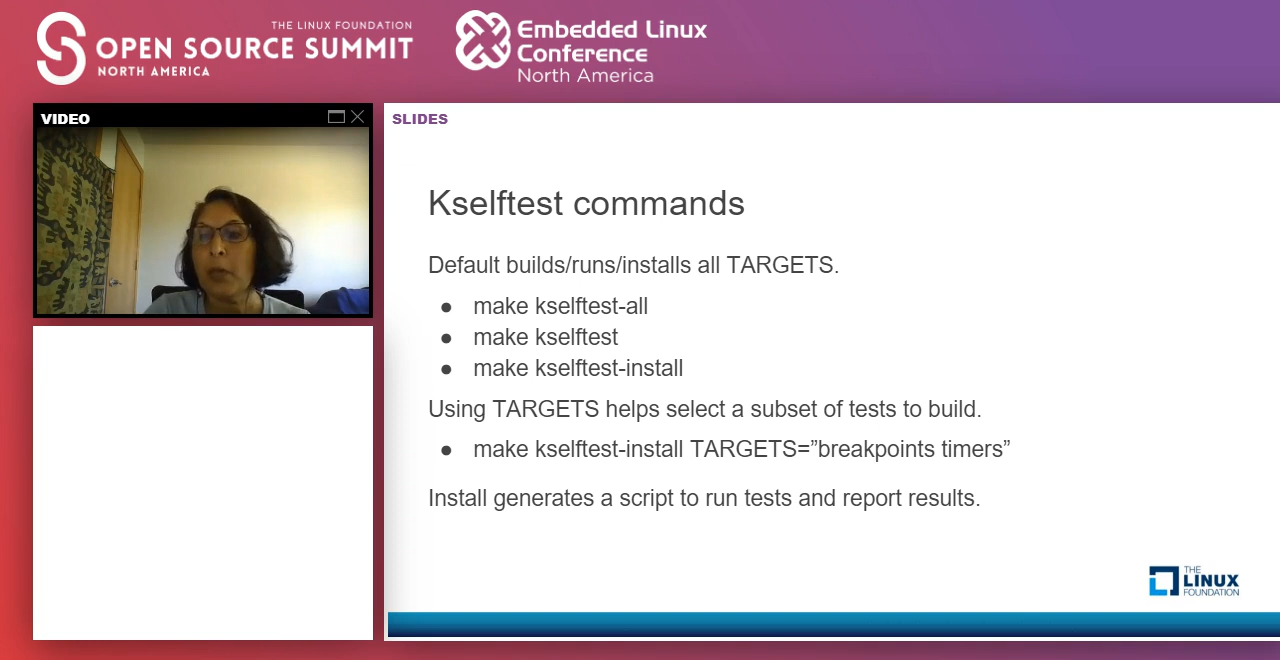 THE LINUX FOUNDATION
OPEN SOURCE SUMMIT
NORTH AMERICA
Embedded Linux
Conference
North America
VIDEO
SLIDES
Kselftest commands
Default builds/runs/installs all TARGETS.
● make kselftest-all
● make kselftest
● make kselftest-install
Using TARGETS helps select a subset of tests to build.
● make kselftest-install TARGETS=”breakpoints timers”
Install generates a script to run tests and report results.
THE
LINUX
FOUNDATION